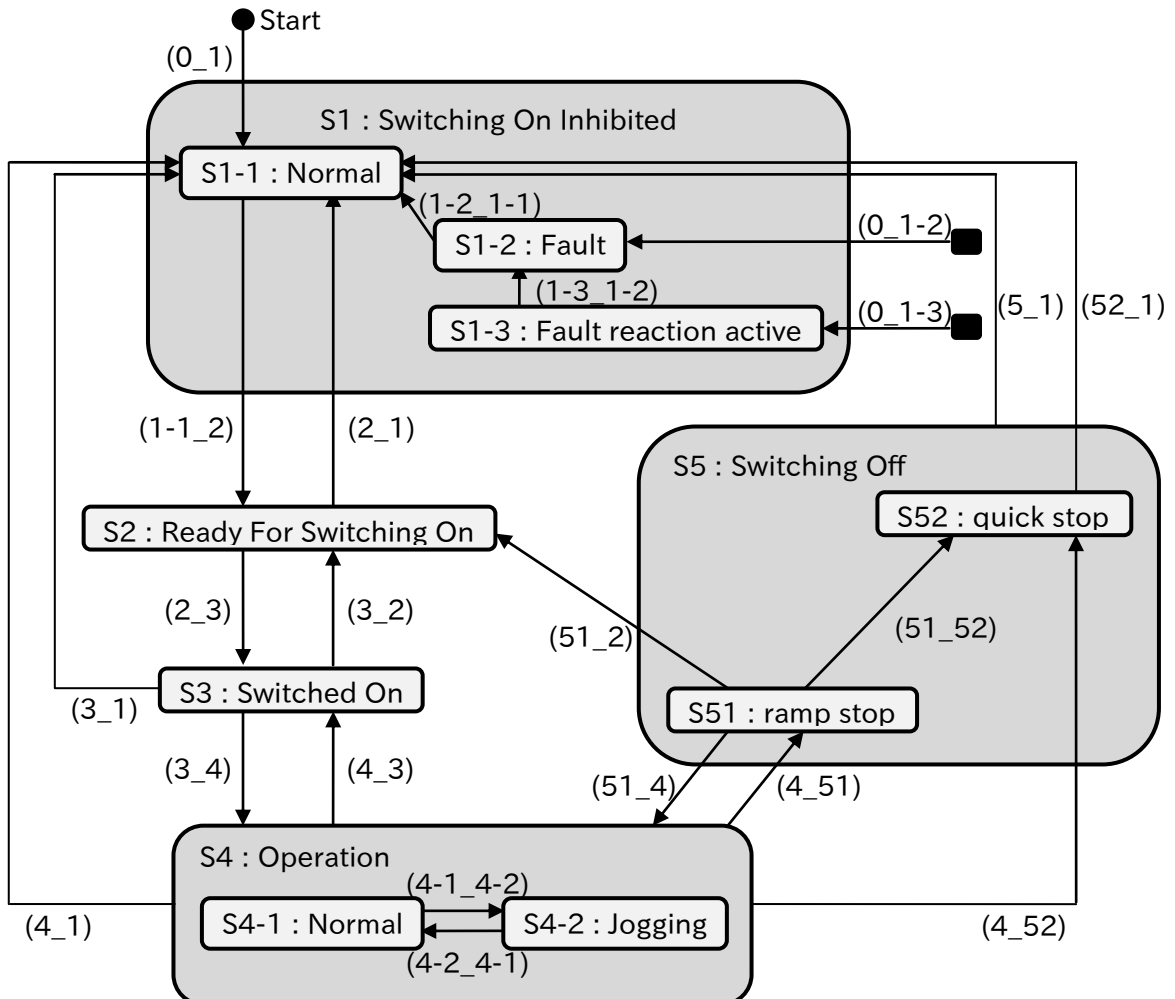 Start
(0_1)
S1 : Switching On Inhibited
S1-1 : Normal
(1-2_1-1)
S1-2 : Fault
(0_1-2)
(1-3_1-2)
S1-3 : Fault reaction active
(0_1-3)
(5_1)
(52_1)
(1-1_2)
(2_1)
S5 : Switching Off
S52 : quick stop
S2 : Ready For Switching On
(2_3)
(3_2)
(51_2)
(51_52)
S3 : Switched On
(3_1)
S51 : ramp stop
(3_4)
(4_3)
(51_4)
(4_51)
S4 : Operation
(4-1_4-2)
S4-1 : Normal
S4-2 : Jogging
(4-2_4-1)
(4_1)
(4_52)